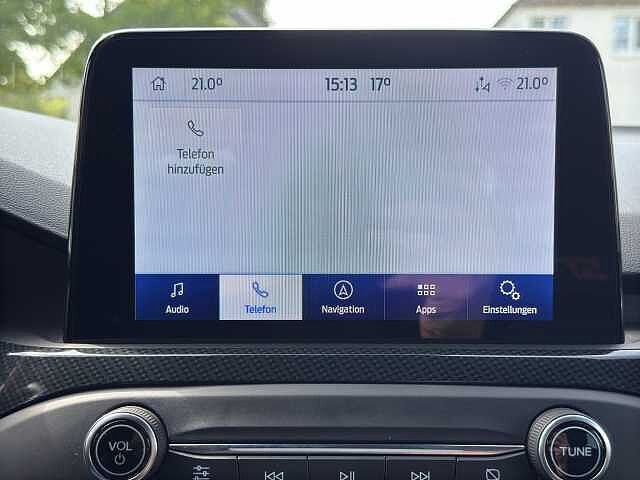 21.0° 15:13 17° 21.0°
Telefon
hinzufügen
Audio Telefon Navigation Apps Einstellungen
VOL TUNE